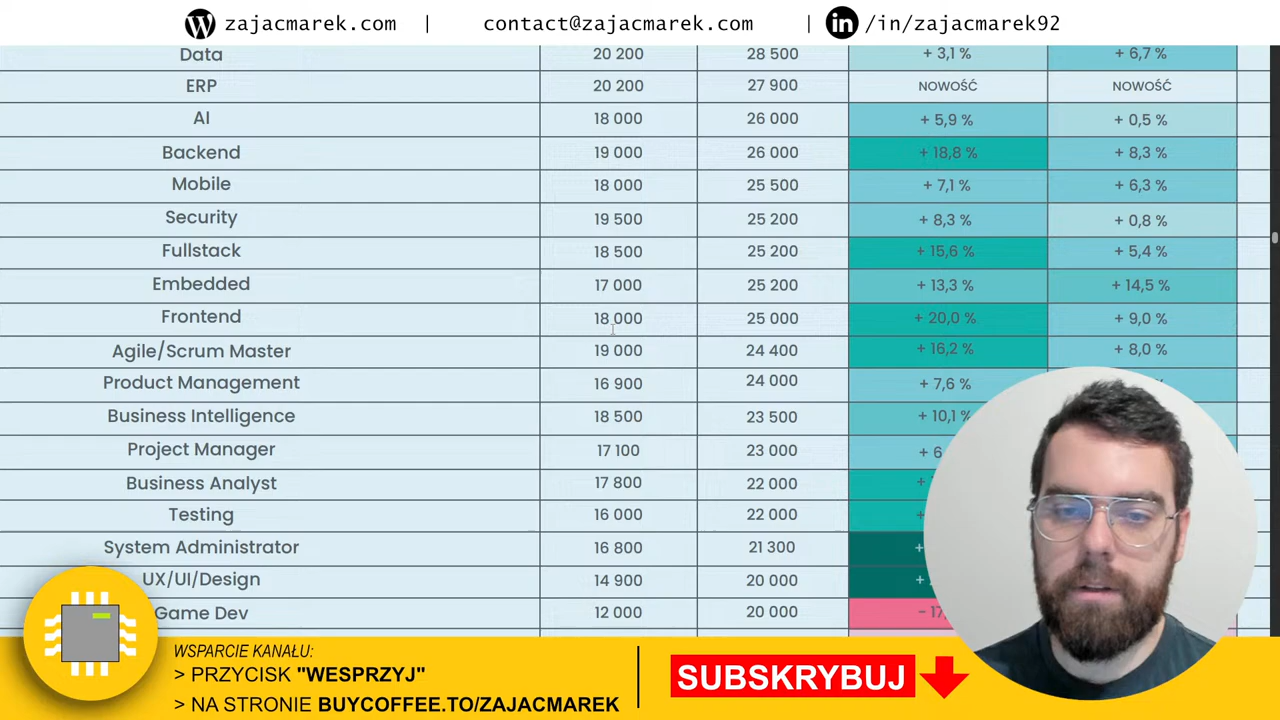 zajacmarek.com | contact@zajacmarek.com | /in/zajacmarek92
Data 20 200 28 500 + 3,1 % + 6,7 %
ERP 20 200 27 900 NOWOŚĆ NOWOŚĆ
AI 18 000 26 000 + 5,9 % + 0,5 %
Backend 19 000 26 000 + 18,8 % + 8,3 %
Mobile 18 000 25 500 + 7,1 % + 6,3 %
Security 19 500 25 200 + 8,3 % + 0,8 %
Fullstack 18 500 25 200 + 15,6 % + 5,4 %
Embedded 17 000 25 200 + 13,3 % + 14,5 %
Frontend 18 000 25 000 + 20,0 % + 9,0 %
Agile/Scrum Master 19 000 24 400 + 16,2 % + 8,0 %
Product Management 16 900 24 000 + 7,6 %
Business Intelligence 18 500 23 500 + 10,1 %
Project Manager 17 100 23 000 + 6
Business Analyst 17 800 22 000 +
Testing 16 000 22 000 +
System Administrator 16 800 21 300 +
UX/UI/Design 14 900 20 000 +
Game Dev 12 000 20 000 - 17,
WSPARCIE KANAŁU:
> PRZYCISK "WESPRZYJ"
> NA STRONIE BUYCOFFEE.TO/ZAJACMAREK
SUBSKRYBUJ